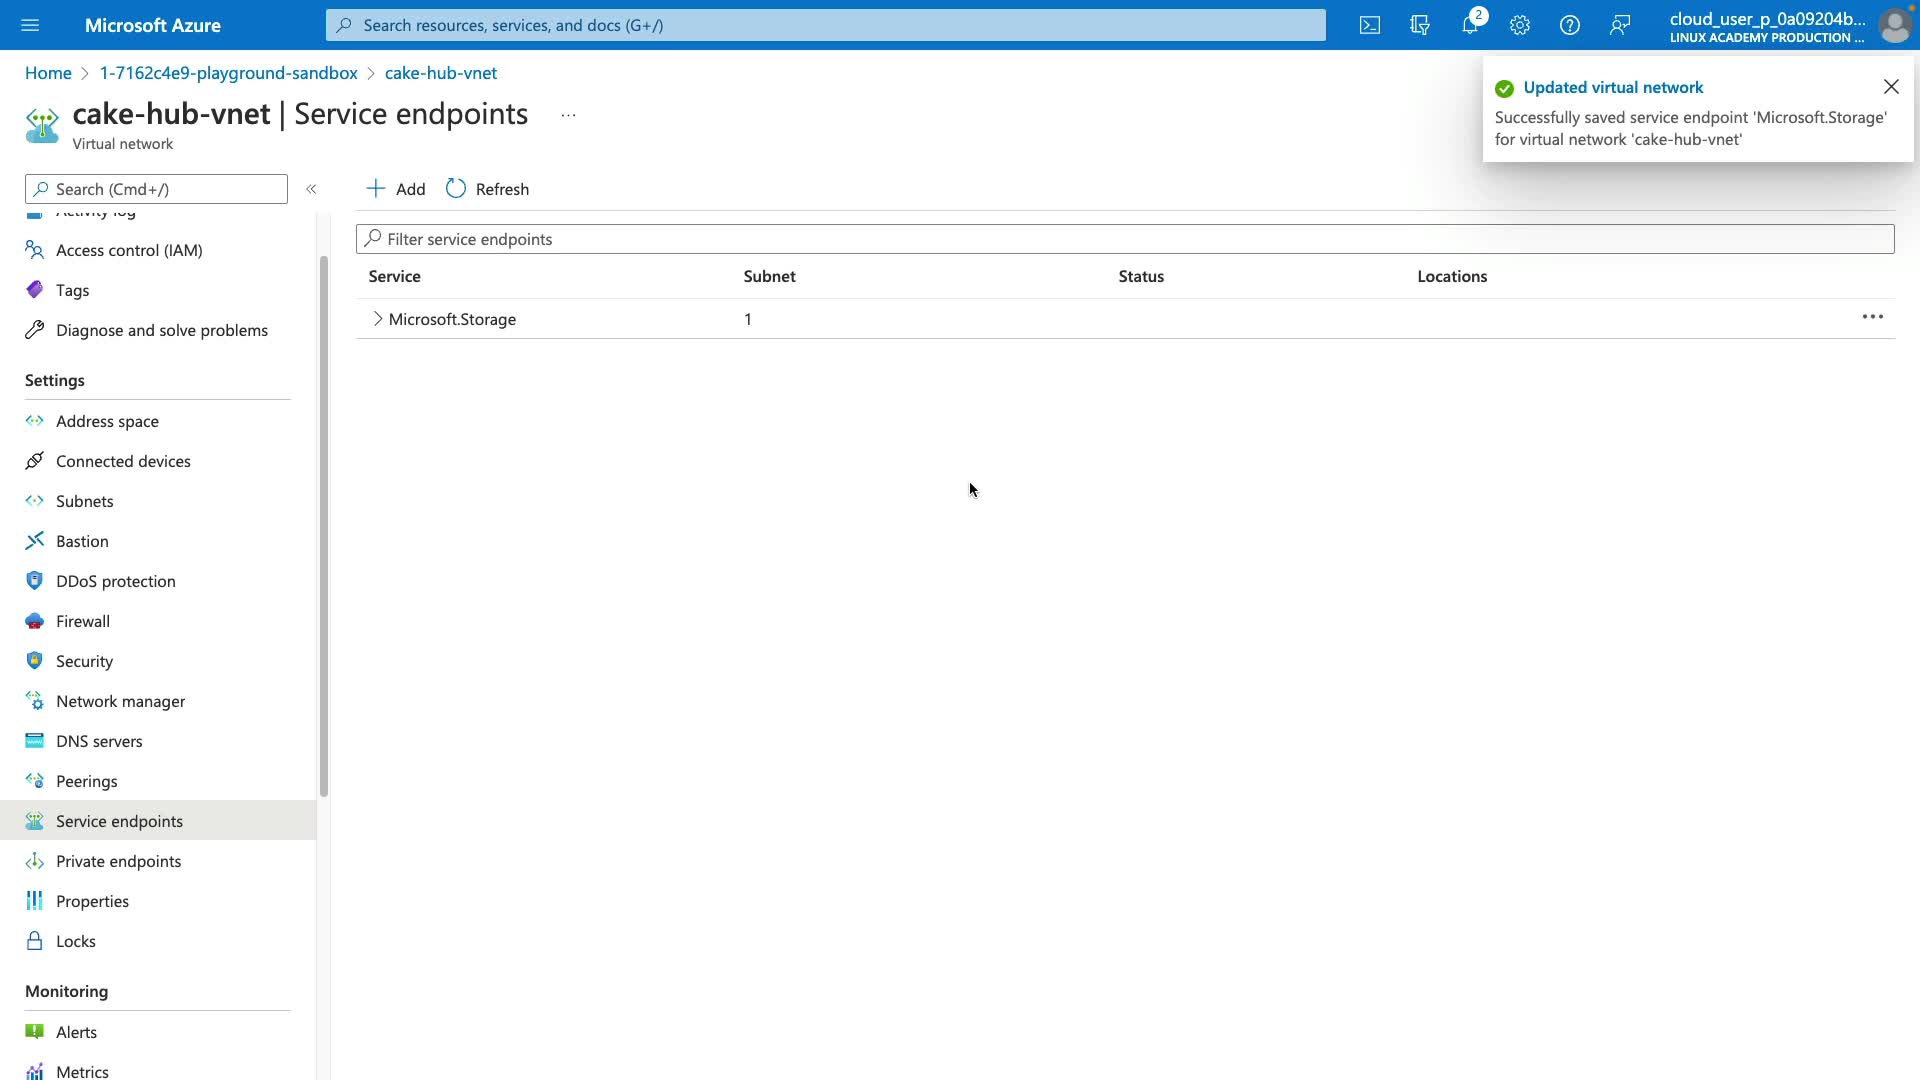 Microsoft Azure
Search resources, services, and docs (G+/)
2
cloud_user_p_0a09204b...
LINUX ACADEMY PRODUCTION ...
Home > 1-7162c4e9-playground-sandbox > cake-hub-vnet
cake-hub-vnet | Service endpoints ...
Virtual network
Updated virtual network
Successfully saved service endpoint 'Microsoft.Storage'
for virtual network 'cake-hub-vnet'
Search (Cmd+/)
«
Add
Refresh
Activity log
Access control (IAM)
Tags
Diagnose and solve problems
Settings
Address space
Connected devices
Subnets
Bastion
DDoS protection
Firewall
Security
Network manager
DNS servers
Peerings
Service endpoints
Private endpoints
Properties
Locks
Monitoring
Alerts
Metrics
Filter service endpoints
Service Subnet Status Locations
Microsoft.Storage 1